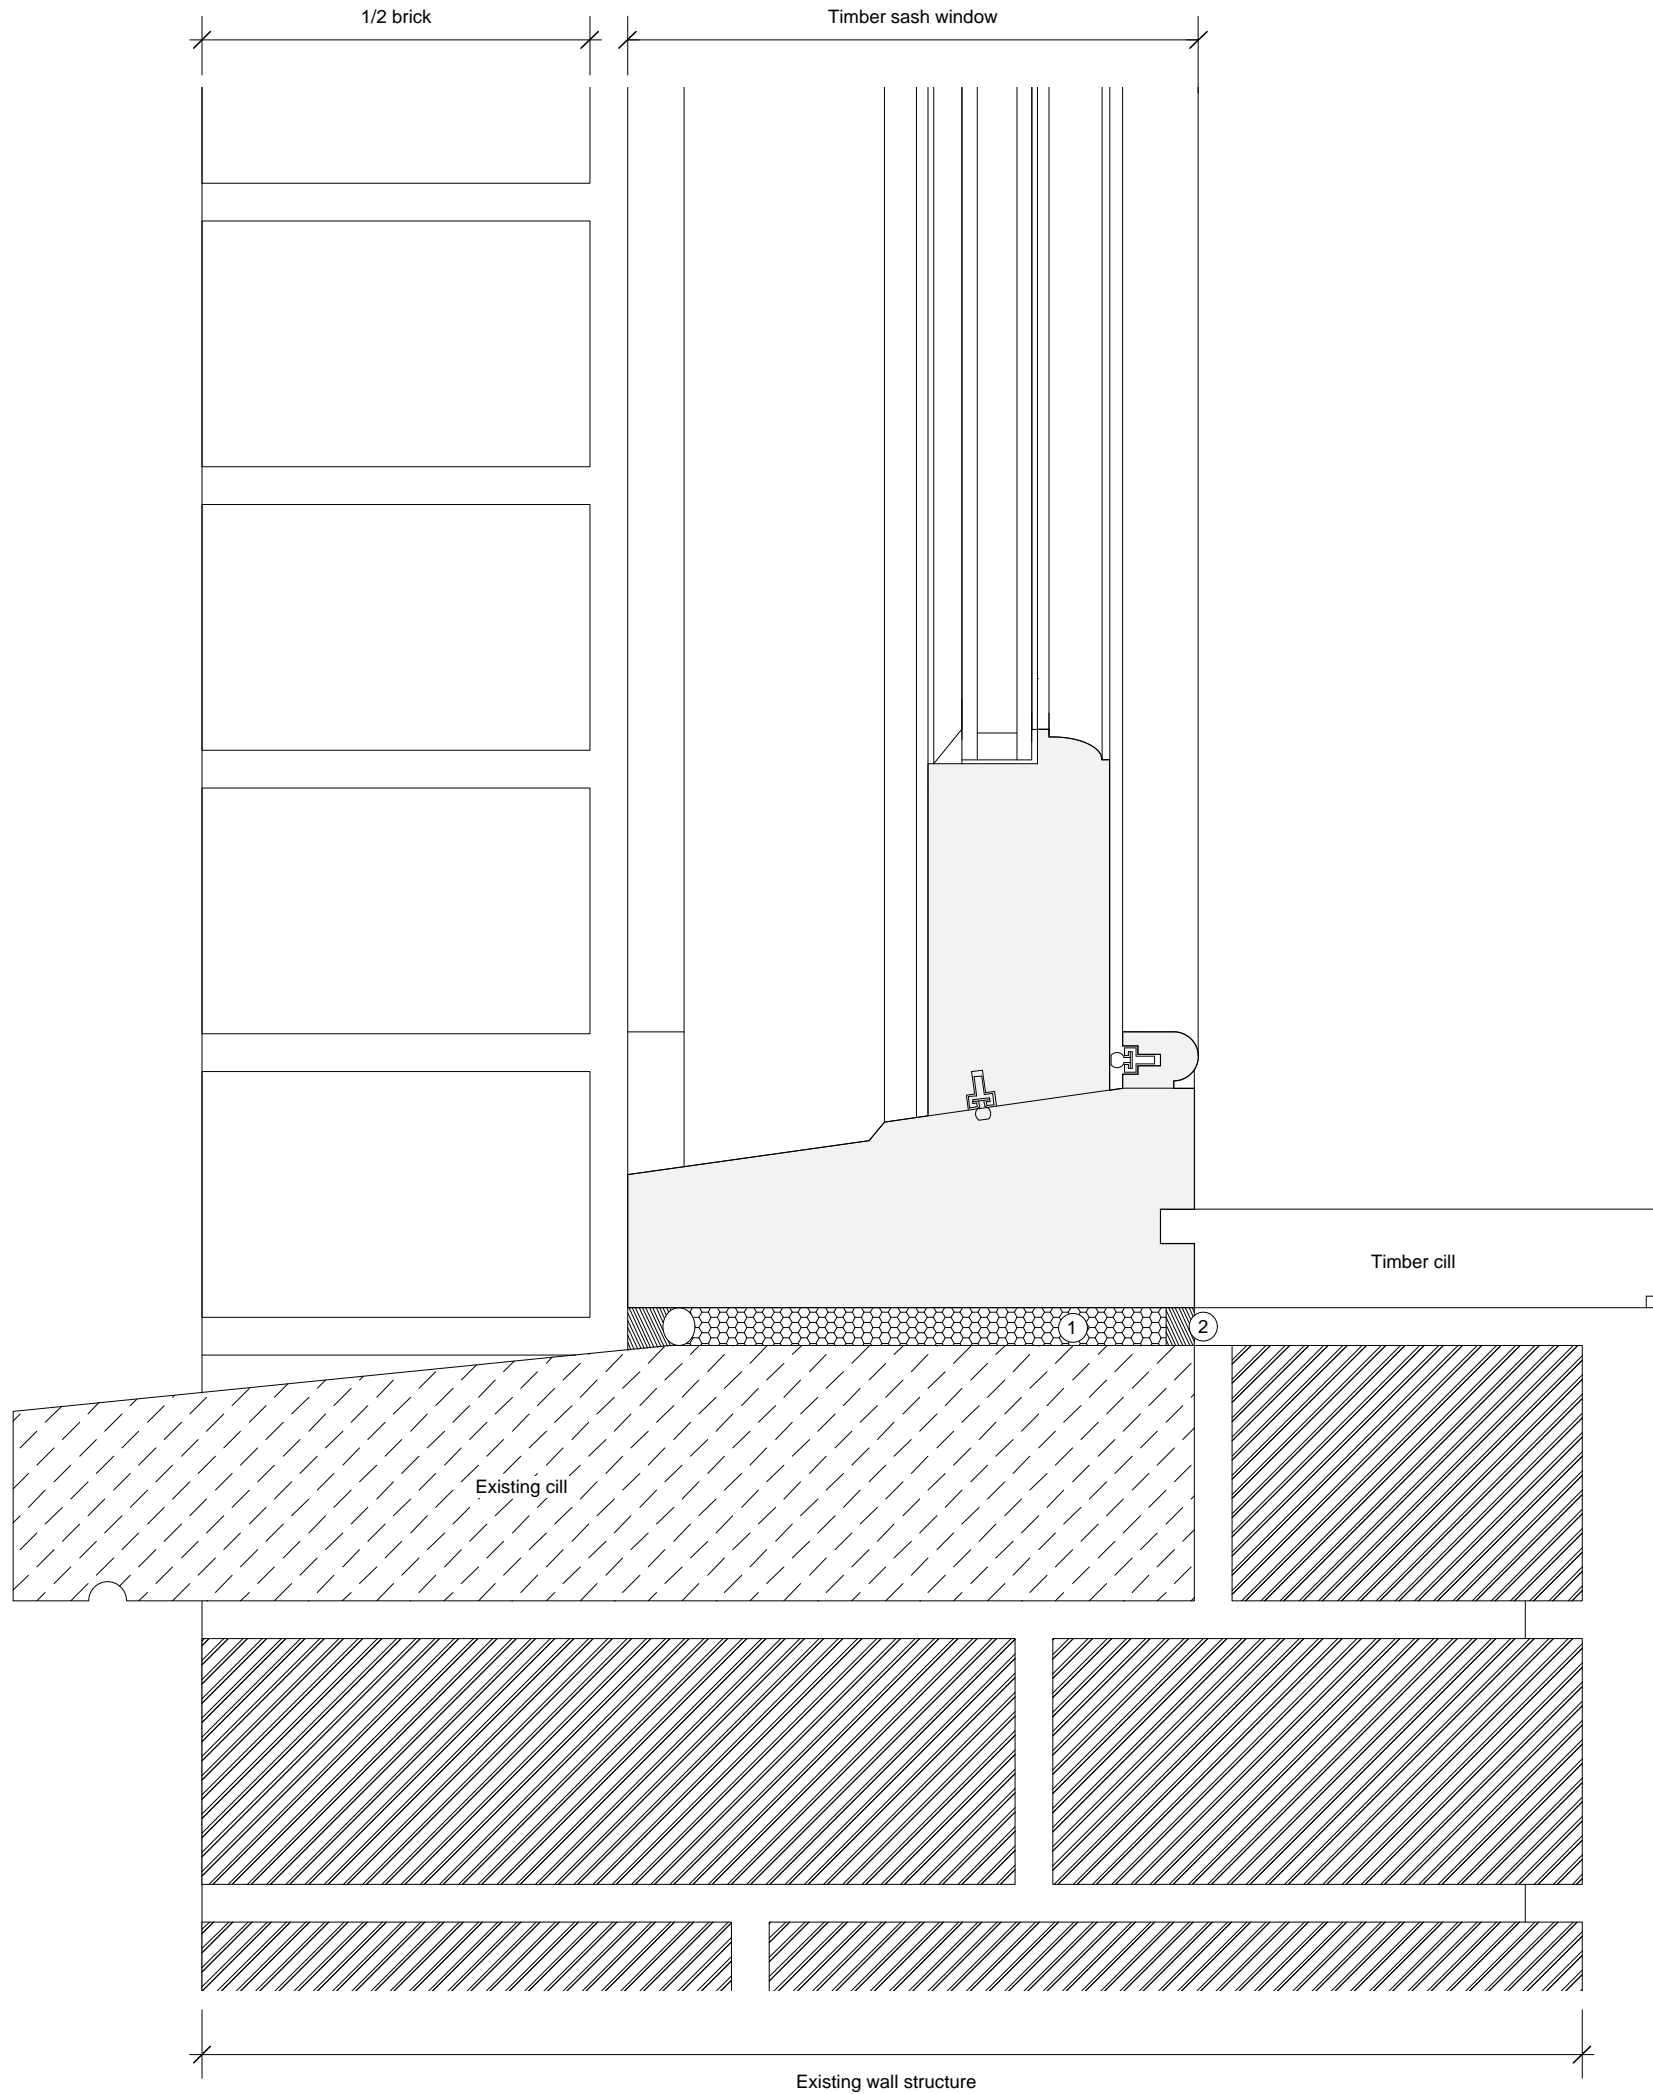 1/2 brick
Timber sash window
Timber cill
1
2
Existing cill
Existing wall structure